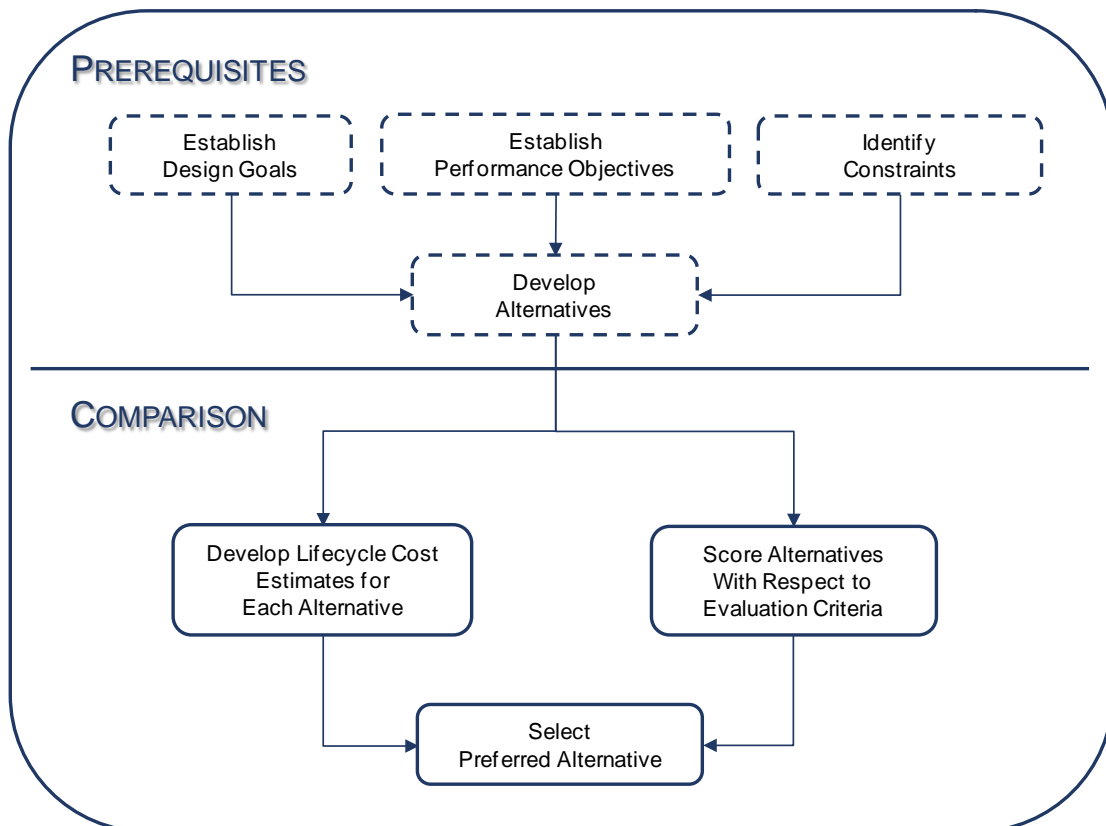 PREREQUISITES
Establish
Design Goals
Establish
Performance Objectives
Identify
Constraints
Develop
Alternatives
COMPARISON
Develop Lifecycle Cost
Estimates for
Each Alternative
Score Alternatives
With Respect to
Evaluation Criteria
Select
Preferred Alternative